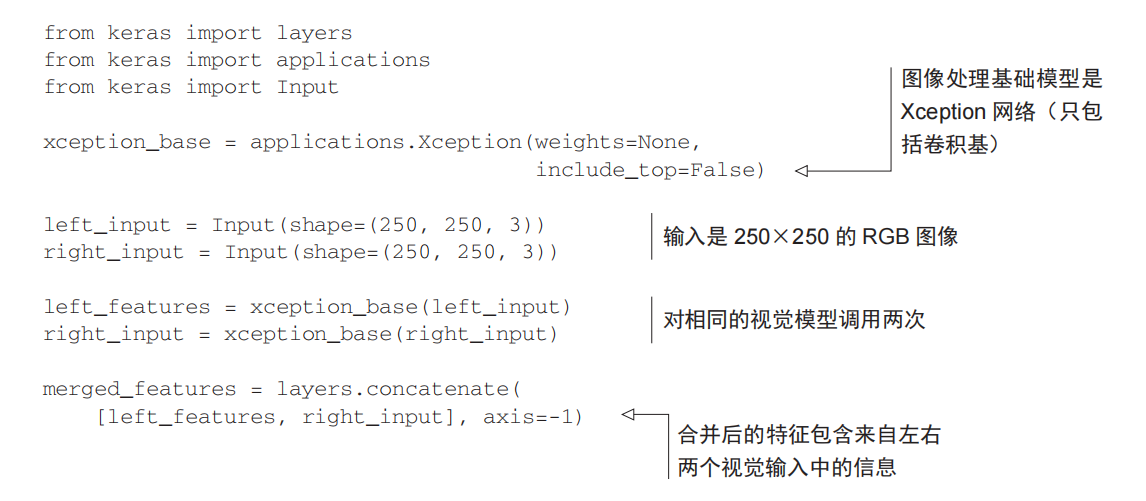 from keras import layers
from keras import applications
from keras import Input
图像处理基础模型是
Xception 网络（只包
括卷积基）
xception_base = applications.Xception(weights=None,
include_top=False)
left_input = Input(shape=(250, 250, 3))
right_input = Input(shape=(250, 250, 3))
输入是 250×250 的 RGB 图像
left_features = xception_base(left_input)
right_input = xception_base(right_input)
对相同的视觉模型调用两次
merged_features = layers.concatenate(
[left_features, right_input], axis=-1)
合并后的特征包含来自左右
两个视觉输入中的信息